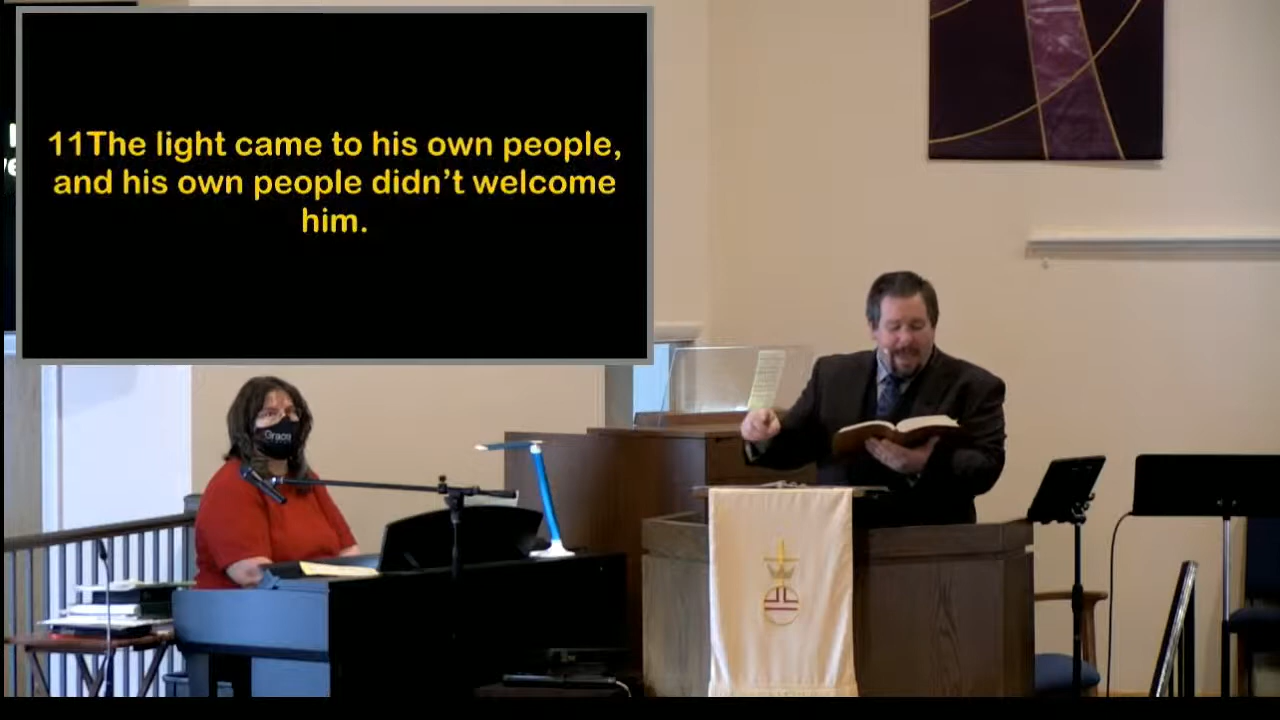 11The light came to his own people,
and his own people didn't welcome
him.
Grace